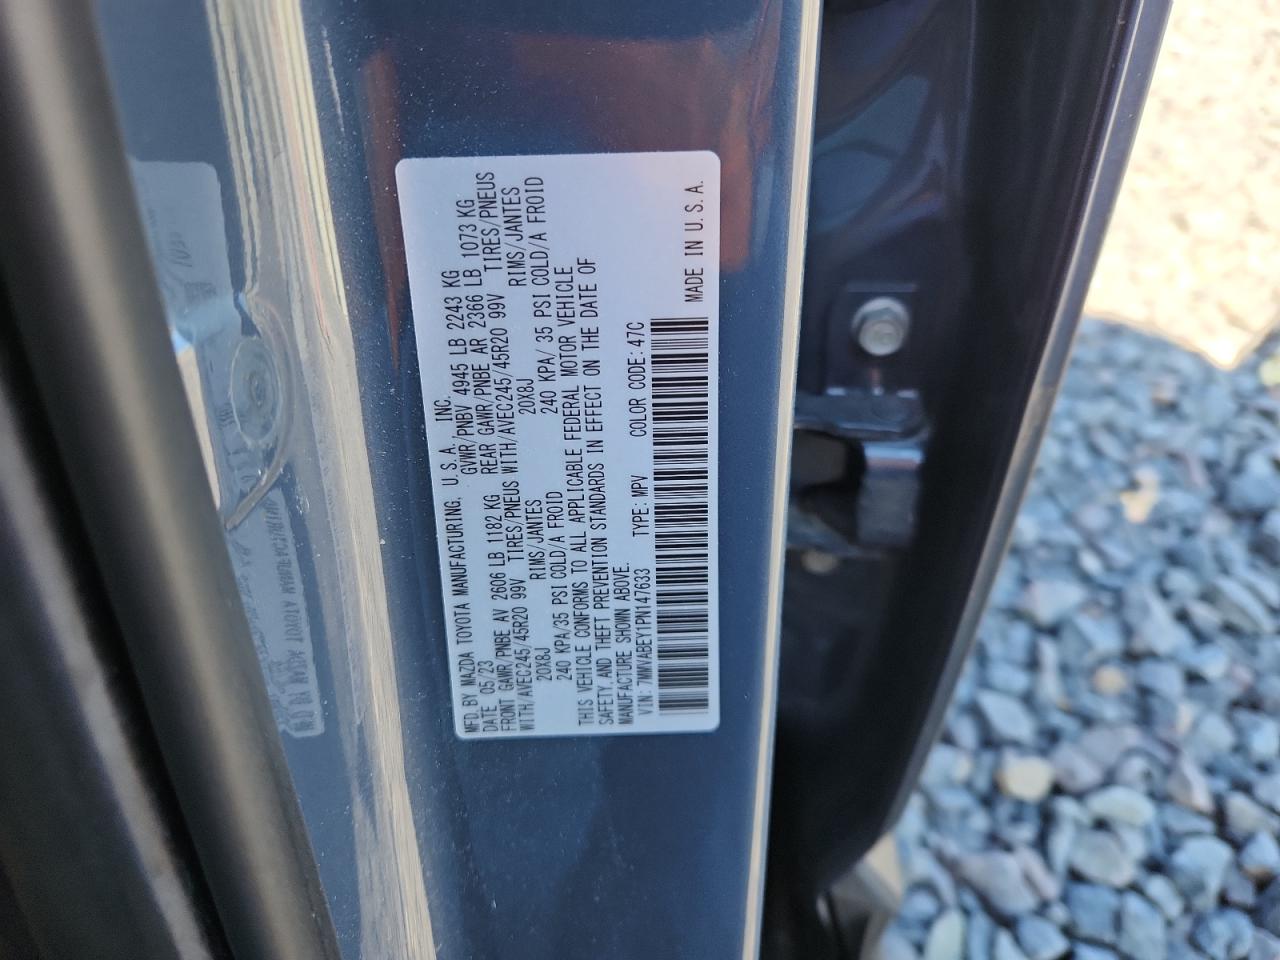 MFD. BY MAZDA TOYOTA MANUFACTURING, U.S.A., INC.
DATE 05/23 GVWR/PNBV 4945 LB 2243 KG
FRONT GAWR/PNBE AV 2606 LB 1182 KG REAR GAWR/PNBE AR 2366 LB 1073 KG
WITH/AVEC245/45R20 99V TIRES/PNEUS WITH/AVEC245/45R20 99V TIRES/PNEUS
20X8J RIMS/JANTES 20X8J RIMS/JANTES
240 KPA/35 PSI COLD/A FROID 240 KPA/ 35 PSI COLD/A FROID
THIS VEHICLE CONFORMS TO ALL APPLICABLE FEDERAL MOTOR VEHICLE
SAFETY AND THEFT PREVENTION STANDARDS IN EFFECT ON THE DATE OF
MANUFACTURE SHOWN ABOVE.
VIN: 7MMVABEY1PN147633 TYPE: MPV COLOR CODE: 47C
MADE IN U.S.A.